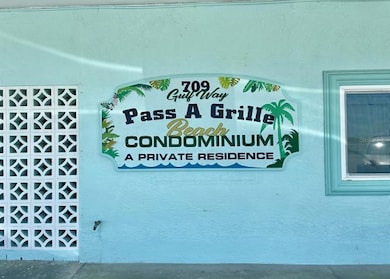 709
Gulf Way
Pass A Grille
Beach
CONDOMINIUM
A PRIVATE RESIDENCE